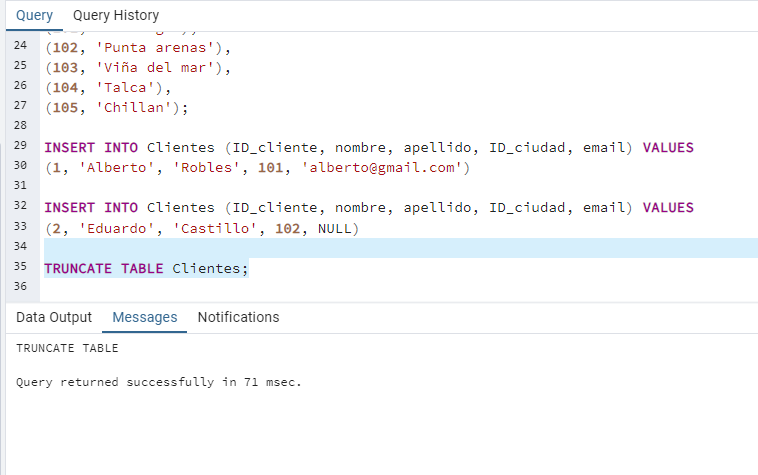 Query Query History
24 (102, 'Punta arenas'),
25 (103, 'Viña del mar'),
26 (104, 'Talca'),
27 (105, 'Chillan');
28
29 INSERT INTO Clientes (ID_cliente, nombre, apellido, ID_ciudad, email) VALUES
30 (1, 'Alberto', 'Robles', 101, 'alberto@gmail.com')
31
32 INSERT INTO Clientes (ID_cliente, nombre, apellido, ID_ciudad, email) VALUES
33 (2, 'Eduardo', 'Castillo', 102, NULL)
34
35 TRUNCATE TABLE Clientes;
36
Data Output Messages Notifications
TRUNCATE TABLE
Query returned successfully in 71 msec.